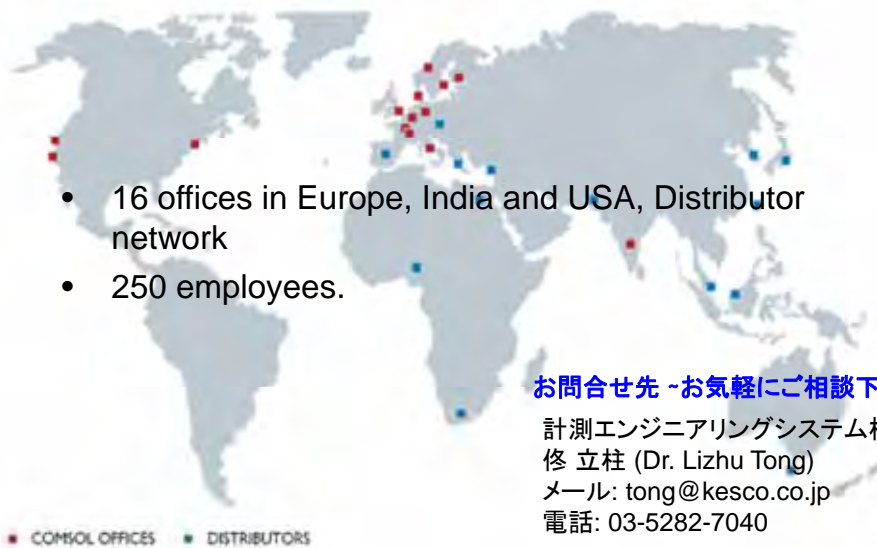 • 16 offices in Europe, India and USA, Distributor
network
• 250 employees.
お問合せ先 ~お気軽にご相談下
計測エンジニアリングシステム株
佟 立柱 (Dr. Lizhu Tong)
メール: tong@kesco.co.jp
電話: 03-5282-7040
COMSOL OFFICES DISTRIBUTORS